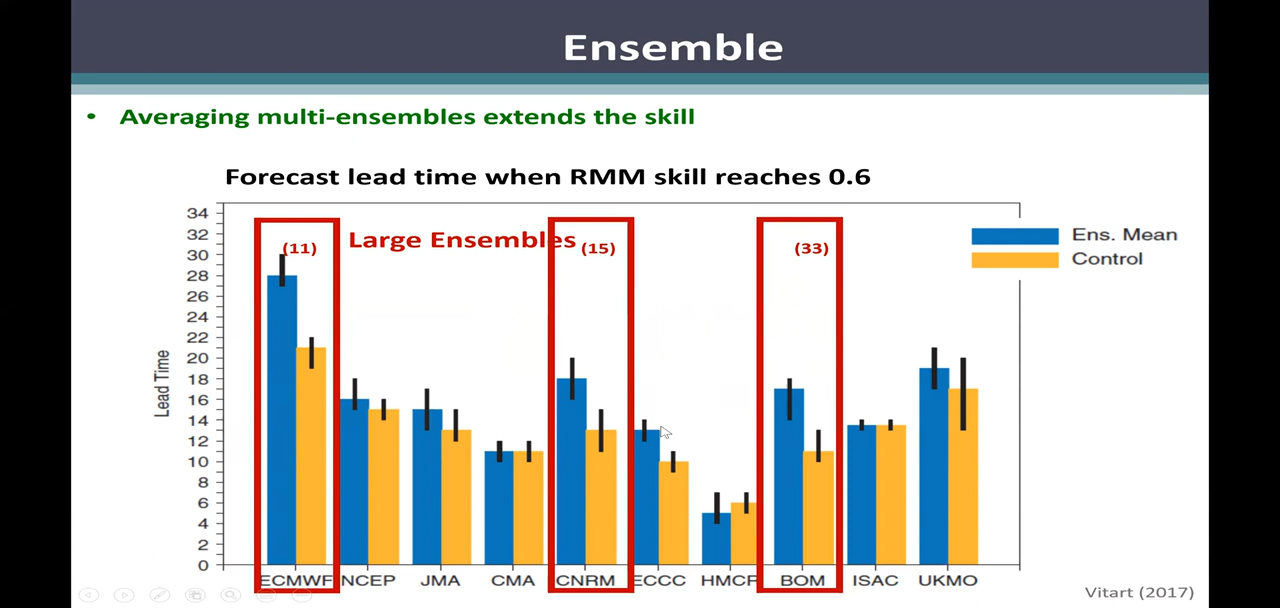 Ensemble
• Averaging multi-ensembles extends the skill
Forecast lead time when RMM skill reaches 0.6
34
32
30
28
26
24
22
20
18
16
14
12
10
8
6
4
2
0
Lead Time
(11)
Large Ensembles
(15)
(33)
Ens. Mean
Control
ECMWF NCEP JMA CMA CNRM ECCC HMCR BOM ISAC UKMO
Vitart (2017)